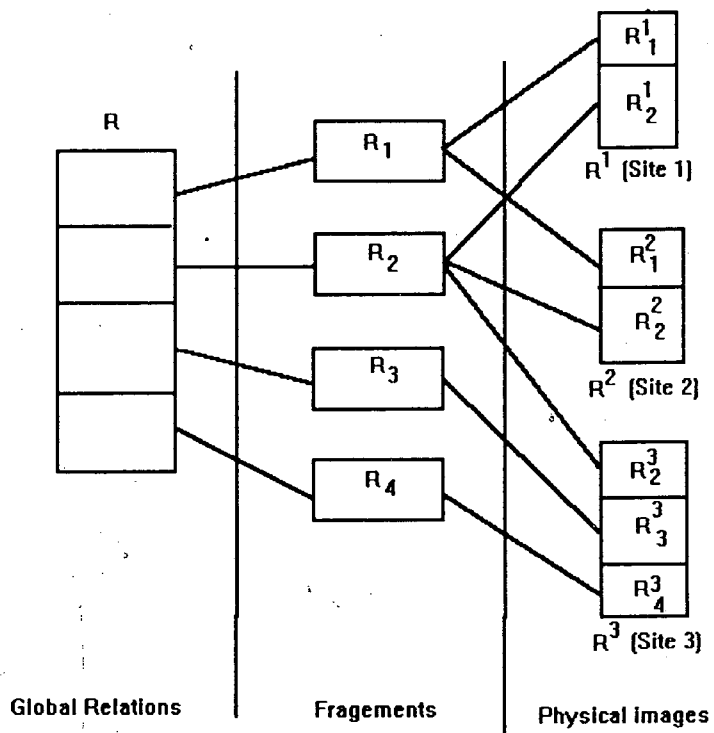 R
R₁
R₂
R₃
R₄
R¹₁
R¹₂
R¹ (Site 1)
R²₁
R²₂
R² (Site 2)
R³₂
R³₃
R³₄
R³ (Site 3)
Global Relations
Fragements
Physical images